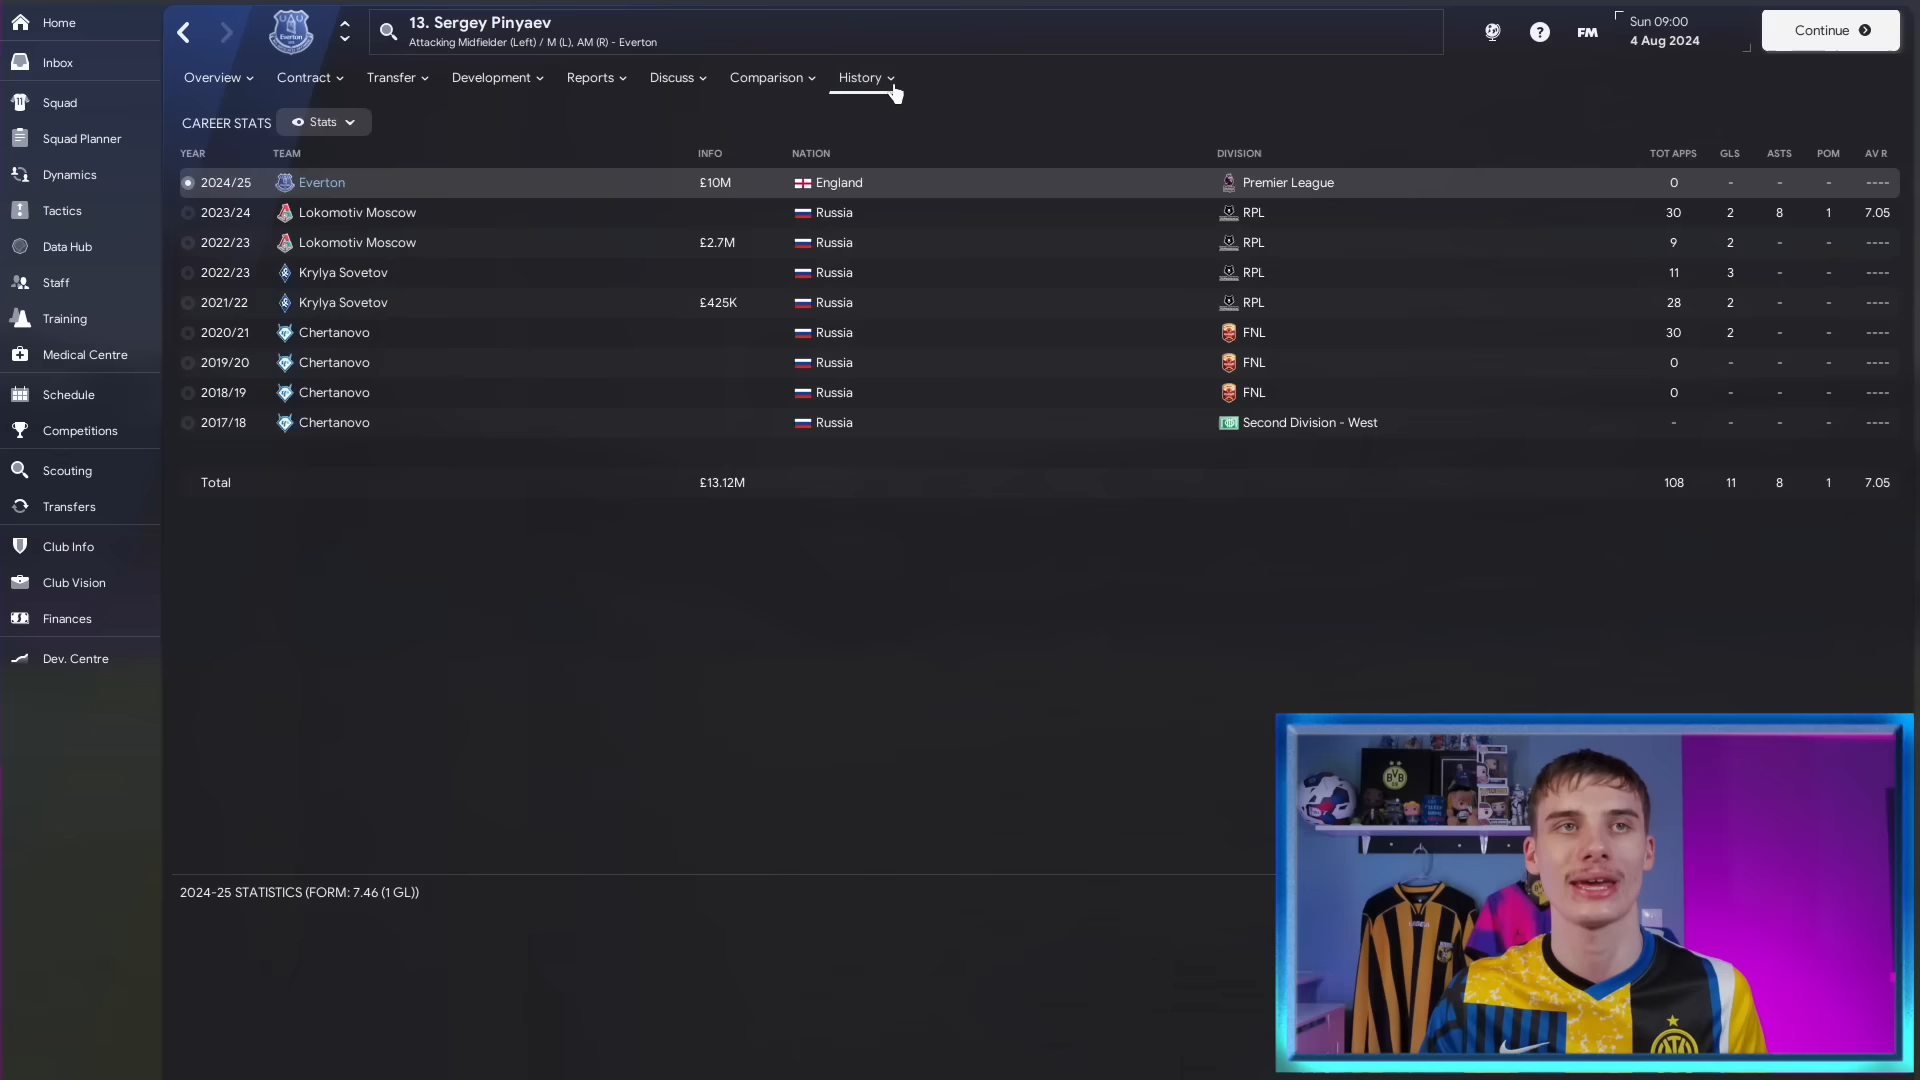 Home
Inbox
Squad
Squad Planner
Dynamics
Tactics
Data Hub
Staff
Training
Medical Centre
Schedule
Competitions
Scouting
Transfers
Club Info
Club Vision
Finances
Dev. Centre
13. Sergey Pinyaev
Attacking Midfielder (Left) / M (L), AM (R) - Everton
FM
Sun 09:00
4 Aug 2024
Continue
Overview Contract Transfer Development Reports Discuss Comparison History
CAREER STATS Stats
YEAR TEAM INFO NATION DIVISION TOT APPS GLS ASTS POM AV R
2024/25 Everton £10M England Premier League 0 - - - ----
2023/24 Lokomotiv Moscow Russia RPL 30 2 8 1 7.05
2022/23 Lokomotiv Moscow £2.7M Russia RPL 9 2 - - ----
2022/23 Krylya Sovetov Russia RPL 11 3 - - ----
2021/22 Krylya Sovetov £425K Russia RPL 28 2 - - ----
2020/21 Chertanovo Russia FNL 30 2 - - ----
2019/20 Chertanovo Russia FNL 0 - - - ----
2018/19 Chertanovo Russia FNL 0 - - - ----
2017/18 Chertanovo Russia Second Division - West - - - - ----
Total £13.12M 108 11 8 1 7.05
2024-25 STATISTICS (FORM: 7.46 (1 GL))
BVB